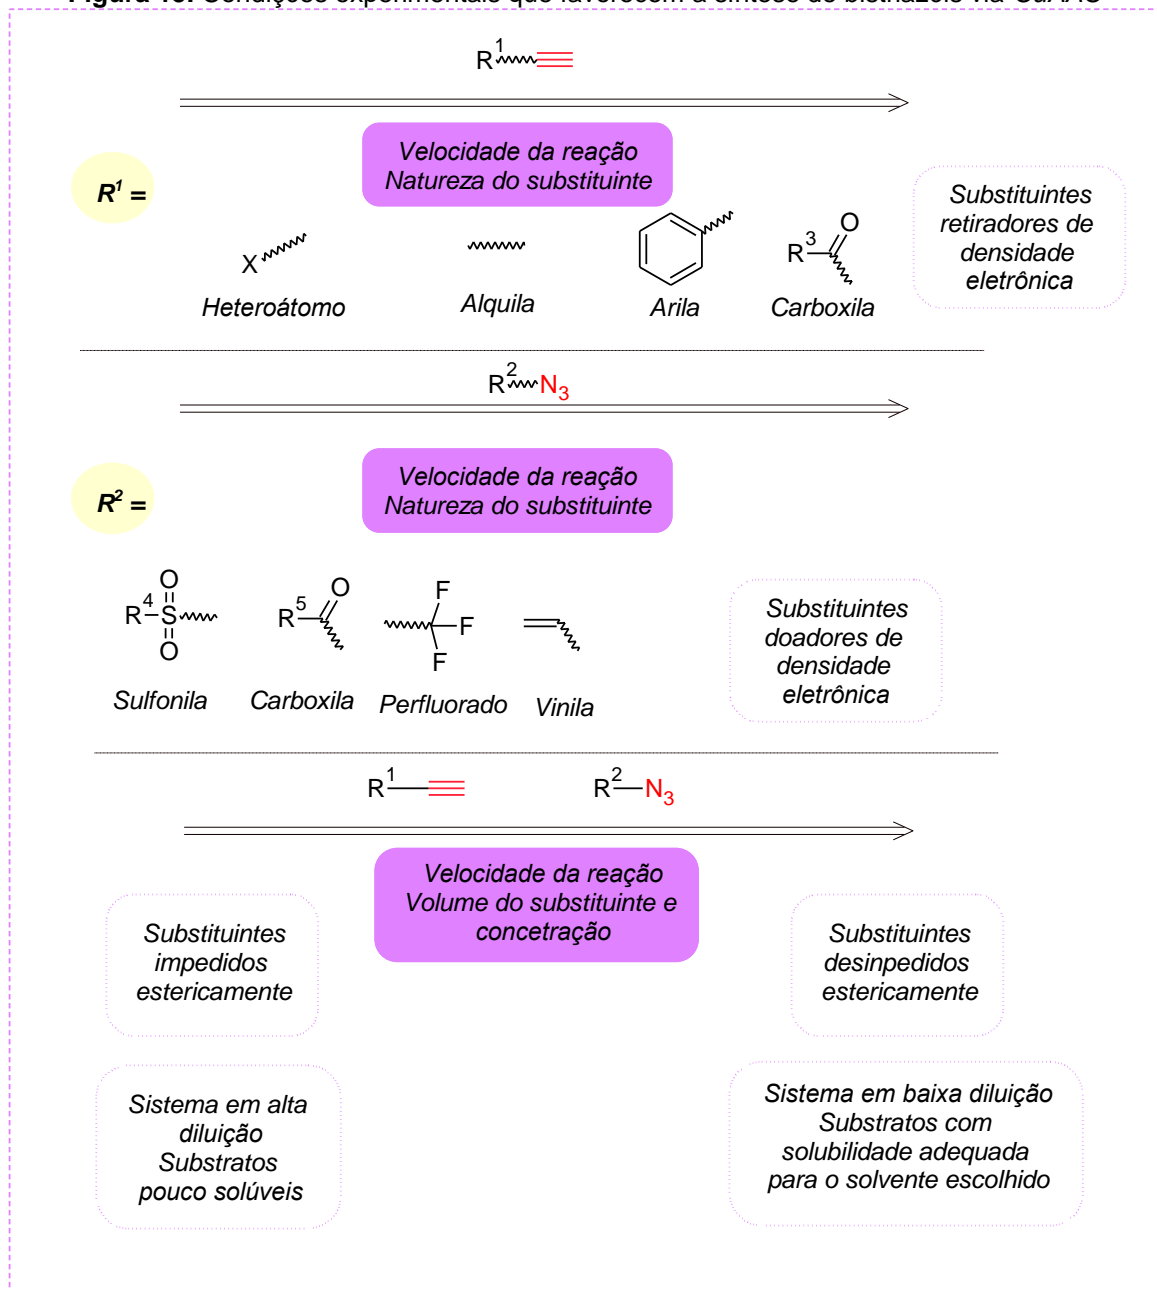 R1
Velocidade da reação
Natureza do substituinte
R1 =
Substituintes
retiradores de
densidade
eletrônica
X
R3
O
Heteroátomo
Alquila
Arila
Carboxila
R2 N3
Velocidade da reação
Natureza do substituinte
R2 =
O
R4 S
O
R5
O
F
F
F
Substituintes
doadores de
densidade
eletrônica
Sulfonila
Carboxila
Perfluorado
Vinila
R1
R2 N3
Velocidade da reação
Volume do substituinte e
concetração
Substituintes
impedidos
estericamente
Substituintes
desinpedidos
estericamente
Sistema em alta
diluição
Substratos
pouco solúveis
Sistema em baixa diluição
Substratos com
solubilidade adequada
para o solvente escolhido